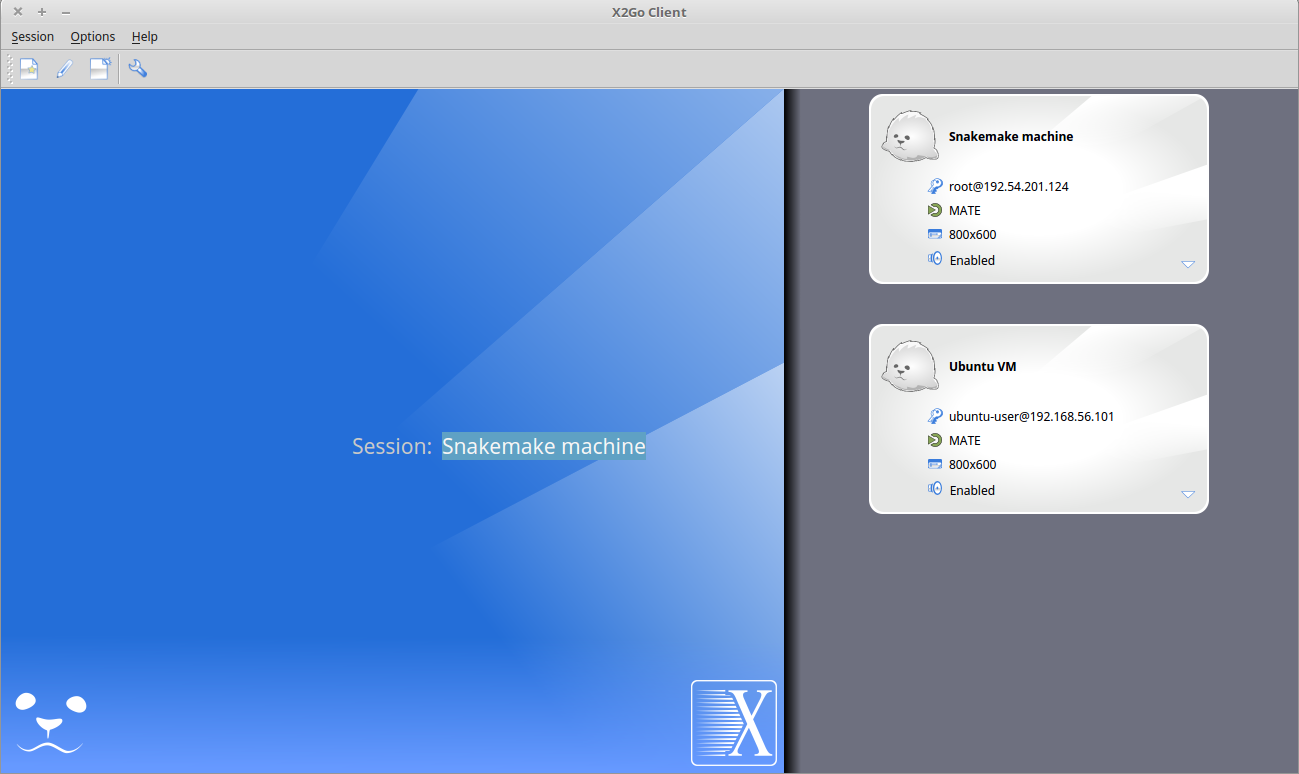 X2Go Client
Session Options Help
Session: Snakemake machine
Snakemake machine
root@192.54.201.124
MATE
800x600
Enabled
Ubuntu VM
ubuntu-user@192.168.56.101
MATE
800x600
Enabled
X